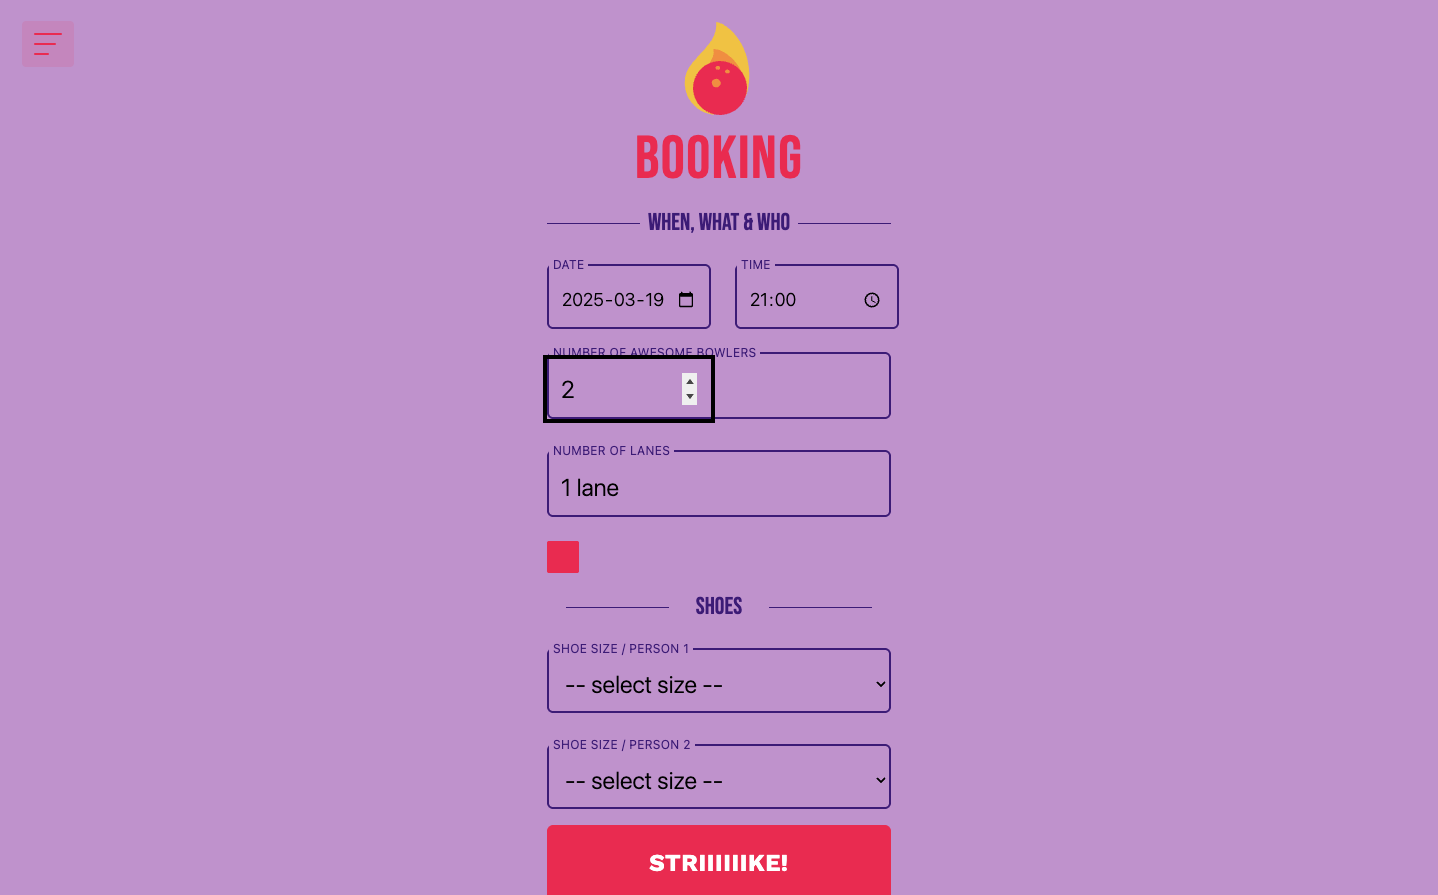 BOOKING
WHEN, WHAT & WHO
DATE
TIME
2025-03-19
21:00
NUMBER OF AWESOME BOWLERS
2
NUMBER OF LANES
1 lane
SHOES
SHOE SIZE / PERSON 1
-- select size --
SHOE SIZE / PERSON 2
-- select size --
STRIIIIIIKE!